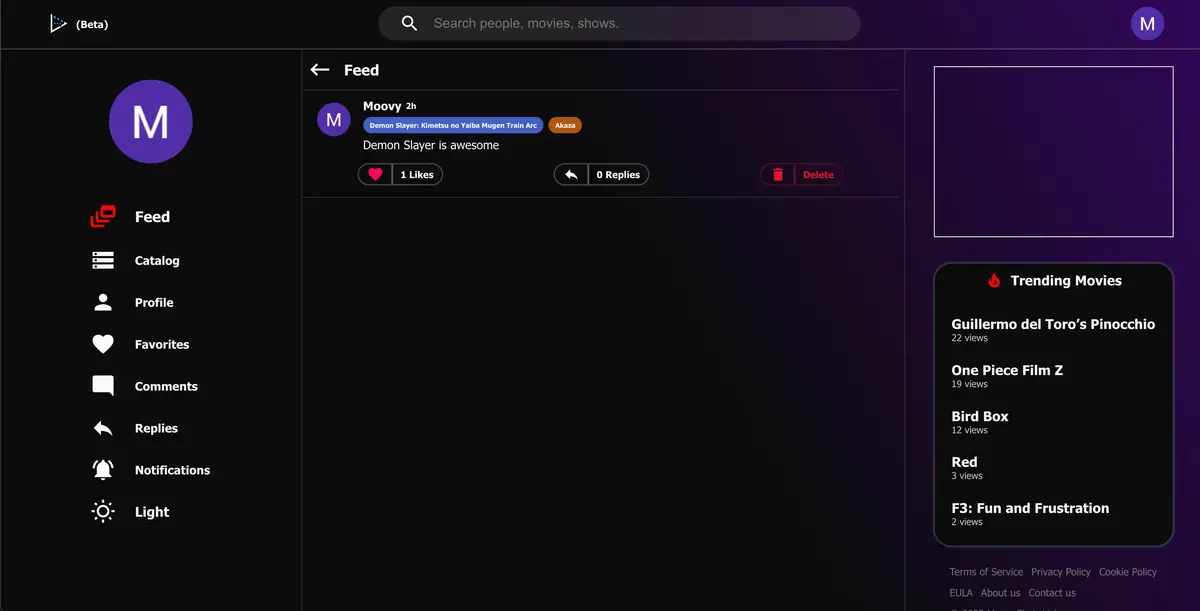 (Beta)
Search people, movies, shows.
M
M
Feed
Catalog
Profile
Favorites
Comments
Replies
Notifications
Light
Feed
M
Moovy 2h
Demon Slayer: Kimetsu no Yaiba Mugen Train Arc Akaza
Demon Slayer is awesome
1 Likes 0 Replies Delete
Trending Movies
Guillermo del Toro’s Pinocchio
22 views
One Piece Film Z
19 views
Bird Box
12 views
Red
3 views
F3: Fun and Frustration
2 views
Terms of Service Privacy Policy Cookie Policy
EULA About us Contact us